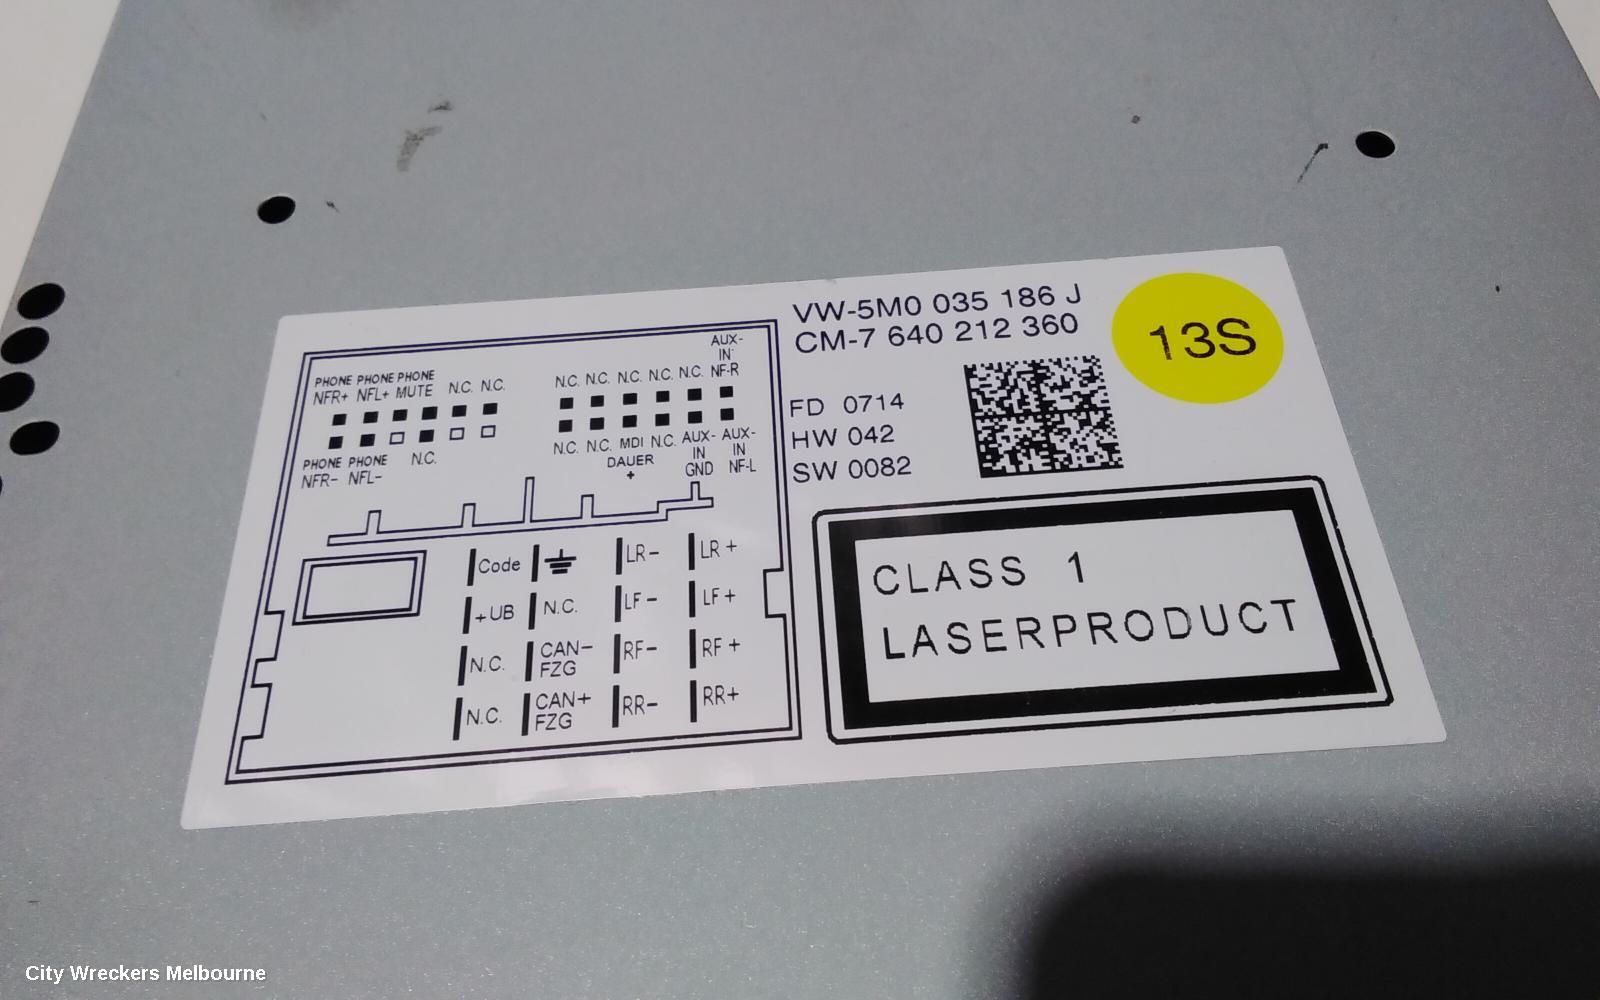 VW-5M0 035 186 J
CM-7 640 212 360
13S
FD 0714
HW 042
SW 0082
CLASS 1
LASERPRODUCT
AUX-
IN
PHONE PHONE PHONE
NFR+ NFL+ MUTE N.C. N.C.
N.C. N.C. N.C. N.C. N.C. NF-R
N.C. N.C. MDI N.C. AUX- AUX-
DAUER IN IN
+ GND NF-L
PHONE PHONE N.C.
NFR- NFL-
Code LR- LR+
+UB N.C. LF- LF+
N.C. CAN- RF- RF+
FZG
N.C. CAN+ RR- RR+
FZG
City Wreckers Melbourne